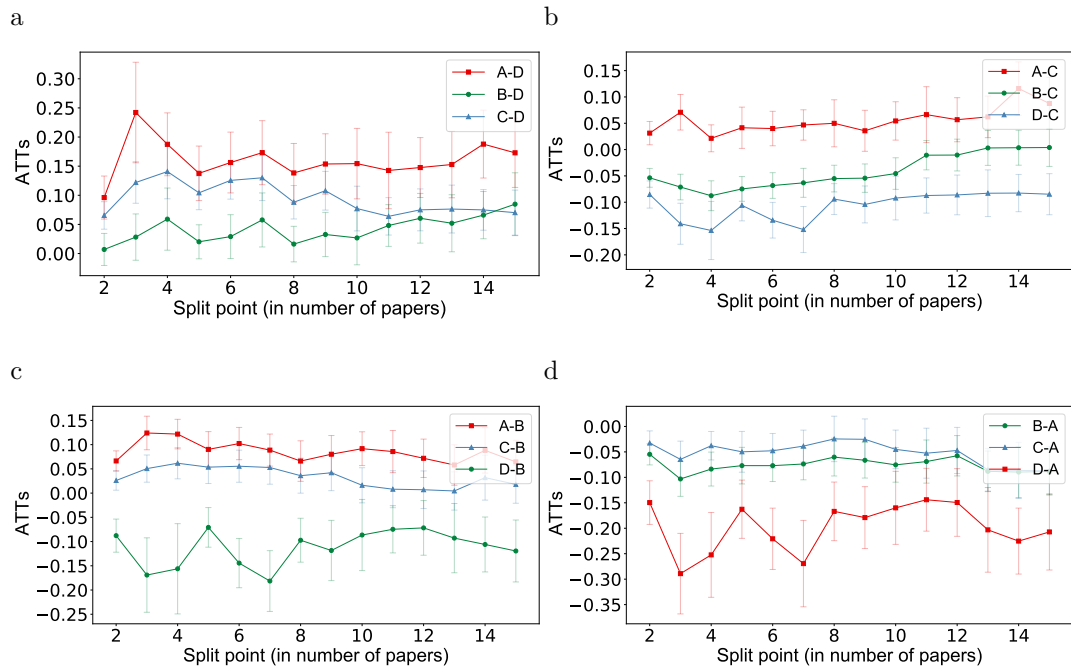 a
b
0.30
0.25
0.20
0.15
0.10
0.05
0.00
ATTs
A-D
B-D
C-D
2 4 6 8 10 12 14
Split point (in number of papers)
0.15
0.10
0.05
0.00
−0.05
−0.10
−0.15
−0.20
ATTs
A-C
B-C
D-C
2 4 6 8 10 12 14
Split point (in number of papers)
c
d
0.15
0.10
0.05
0.00
−0.05
−0.10
−0.15
−0.20
−0.25
ATTs
A-B
C-B
D-B
2 4 6 8 10 12 14
Split point (in number of papers)
0.00
−0.05
−0.10
−0.15
−0.20
−0.25
−0.30
−0.35
ATTs
B-A
C-A
D-A
2 4 6 8 10 12 14
Split point (in number of papers)